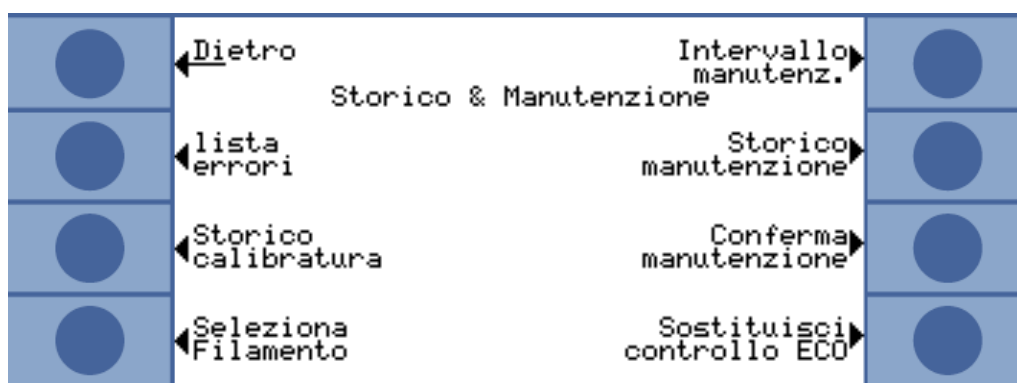 Dietro
Intervallo
manutenz.
Storico & Manutenzione
lista
errori
Storico
manutenzione
Storico
calibratura
Conferma
manutenzione
Seleziona
Filamento
Sostituisci
controllo ECO